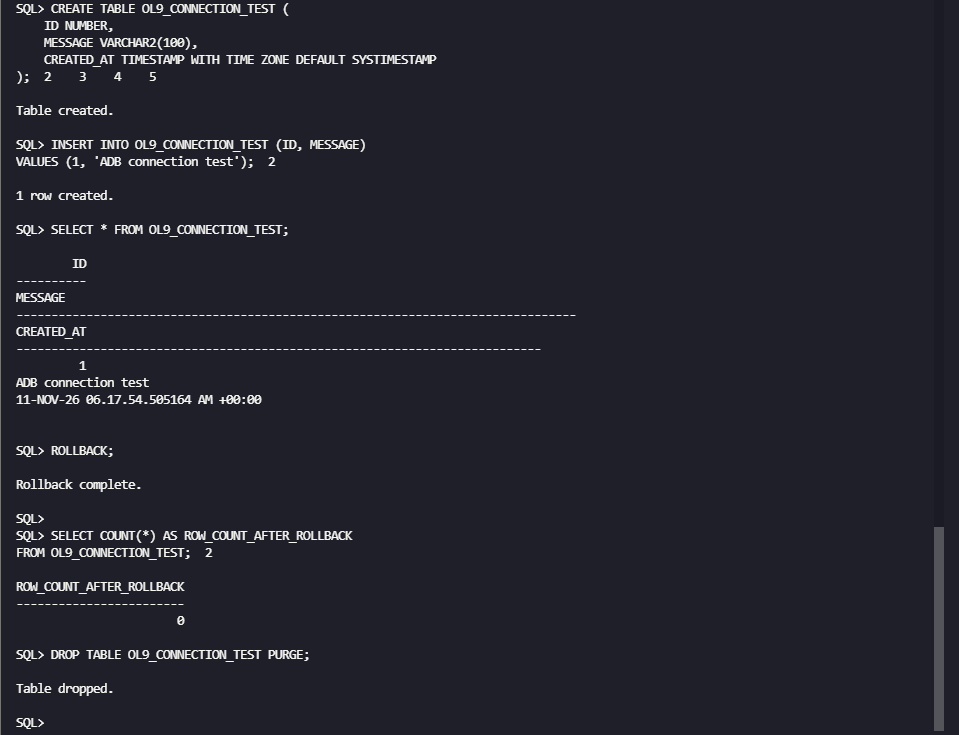 SQL> CREATE TABLE OL9_CONNECTION_TEST (
    ID NUMBER,
    MESSAGE VARCHAR2(100),
    CREATED_AT TIMESTAMP WITH TIME ZONE DEFAULT SYSTIMESTAMP
);  2    3    4    5
Table created.
SQL> INSERT INTO OL9_CONNECTION_TEST (ID, MESSAGE)
VALUES (1, 'ADB connection test');  2
1 row created.
SQL> SELECT * FROM OL9_CONNECTION_TEST;
        ID
----------
MESSAGE
--------------------------------------------------------------------------------
CREATED_AT
---------------------------------------------------------------------------
         1
ADB connection test
11-NOV-26 06.17.54.505164 AM +00:00
SQL> ROLLBACK;
Rollback complete.
SQL>
SQL> SELECT COUNT(*) AS ROW_COUNT_AFTER_ROLLBACK
FROM OL9_CONNECTION_TEST;  2
ROW_COUNT_AFTER_ROLLBACK
------------------------
                       0
SQL> DROP TABLE OL9_CONNECTION_TEST PURGE;
Table dropped.
SQL>